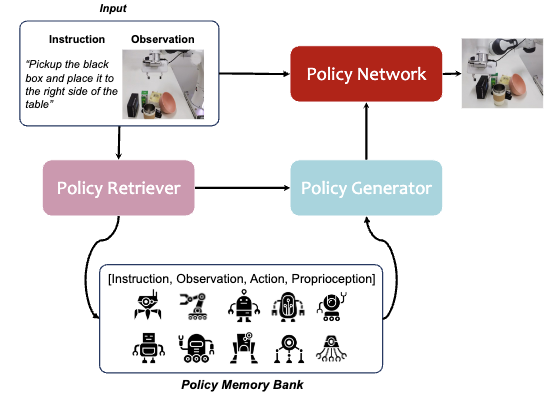 Input
Instruction
Observation
“Pickup the black
box and place it to
the right side of the
table”
Policy Network
Policy Retriever
Policy Generator
[Instruction, Observation, Action, Proprioception]
Policy Memory Bank